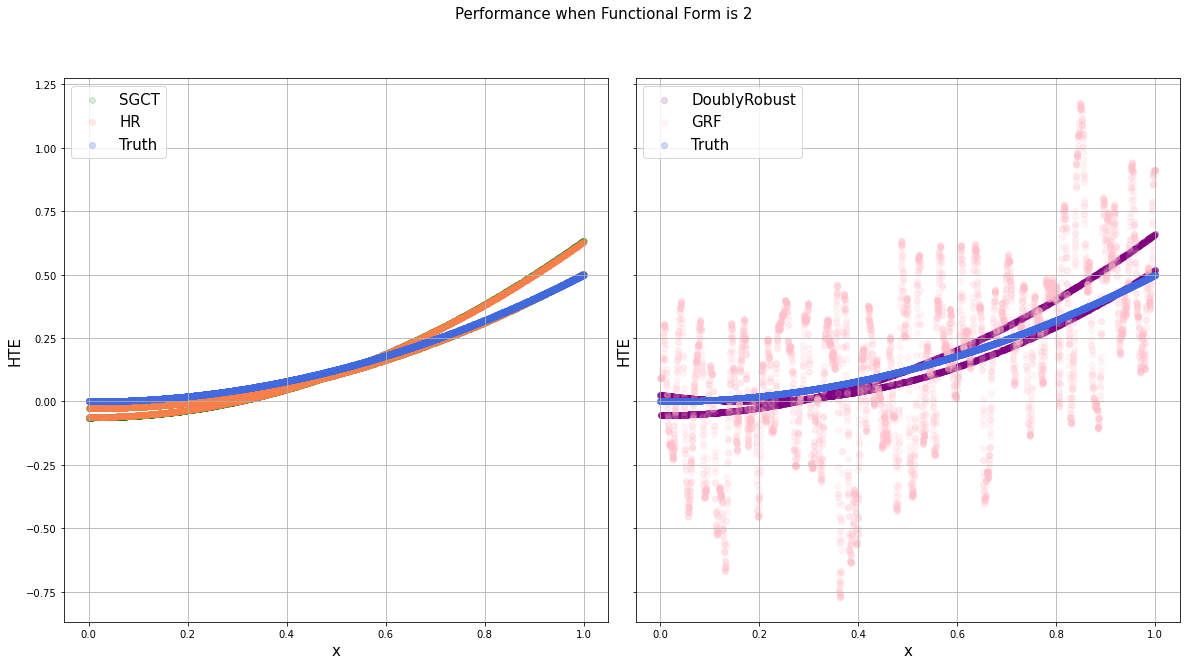 Performance when Functional Form is 2
SGCT
HR
Truth
1.25
1.00
0.75
0.50
0.25
0.00
−0.25
−0.50
−0.75
HTE
0.0 0.2 0.4 0.6 0.8 1.0
x
DoublyRobust
GRF
Truth
HTE
0.0 0.2 0.4 0.6 0.8 1.0
x